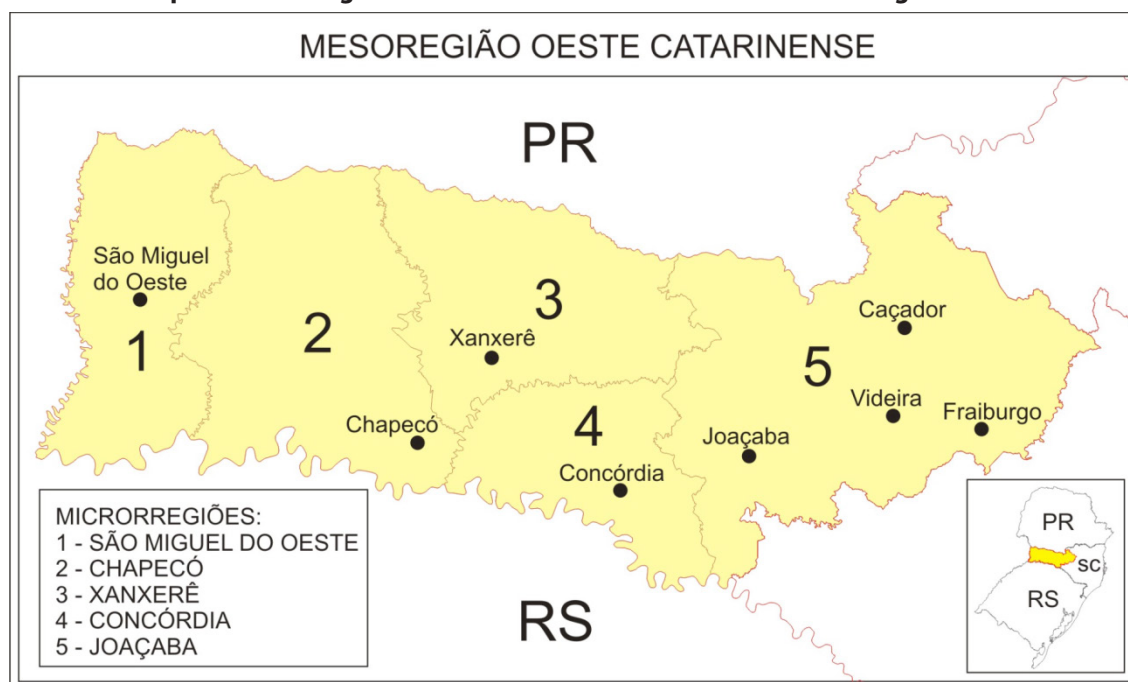 MESOREGIÃO OESTE CATARINENSE
PR
São Miguel
do Oeste
1
2
3
Xanxerê
Chapecó
4
Concórdia
5
Caçador
Videira
Fraiburgo
Joaçaba
RS
MICRORREGIÕES:
1 - SÃO MIGUEL DO OESTE
2 - CHAPECÓ
3 - XANXERÊ
4 - CONCÓRDIA
5 - JOAÇABA
PR
SC
RS